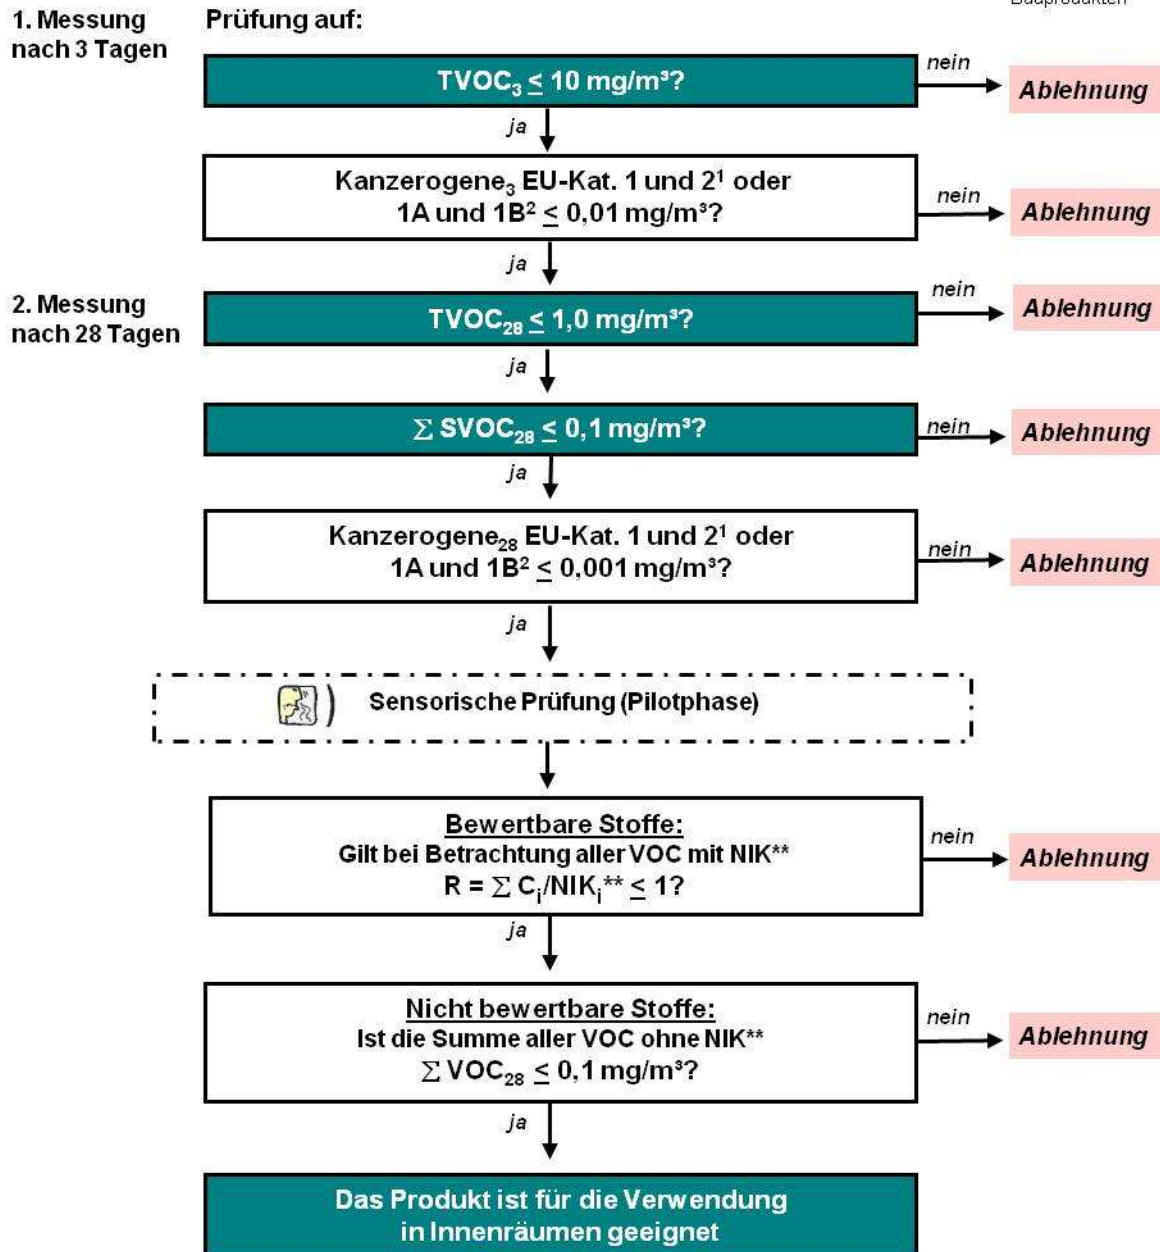 Bauprodukten
1. Messung
nach 3 Tagen
Prüfung auf:
TVOC₃ ≤ 10 mg/m³?
nein
Ablehnung
ja
Kanzerogene₃ EU-Kat. 1 und 2¹ oder
1A und 1B² ≤ 0,01 mg/m³?
nein
Ablehnung
ja
2. Messung
nach 28 Tagen
TVOC₂₈ ≤ 1,0 mg/m³?
nein
Ablehnung
ja
Σ SVOC₂₈ ≤ 0,1 mg/m³?
nein
Ablehnung
ja
Kanzerogene₂₈ EU-Kat. 1 und 2¹ oder
1A und 1B² ≤ 0,001 mg/m³?
nein
Ablehnung
ja
) Sensorische Prüfung (Pilotphase)
Bewertbare Stoffe:
Gilt bei Betrachtung aller VOC mit NIK**
R = Σ Cᵢ/NIKᵢ** ≤ 1?
nein
Ablehnung
ja
Nicht bewertbare Stoffe:
Ist die Summe aller VOC ohne NIK**
Σ VOC₂₈ ≤ 0,1 mg/m³?
nein
Ablehnung
ja
Das Produkt ist für die Verwendung
in Innenräumen geeignet